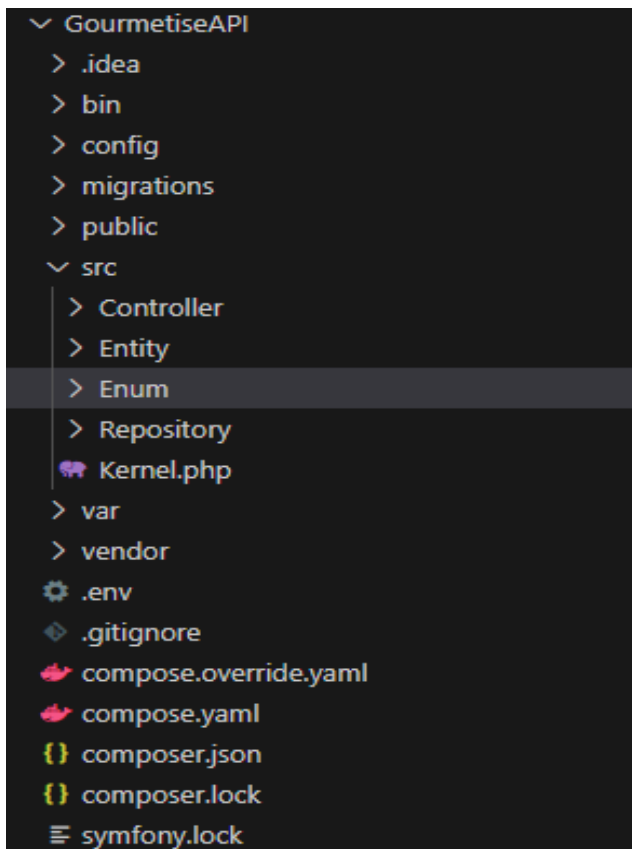 GourmetiseAPI
.idea
bin
config
migrations
public
src
Controller
Entity
Enum
Repository
Kernel.php
var
vendor
.env
.gitignore
compose.override.yaml
compose.yaml
composer.json
composer.lock
symfony.lock